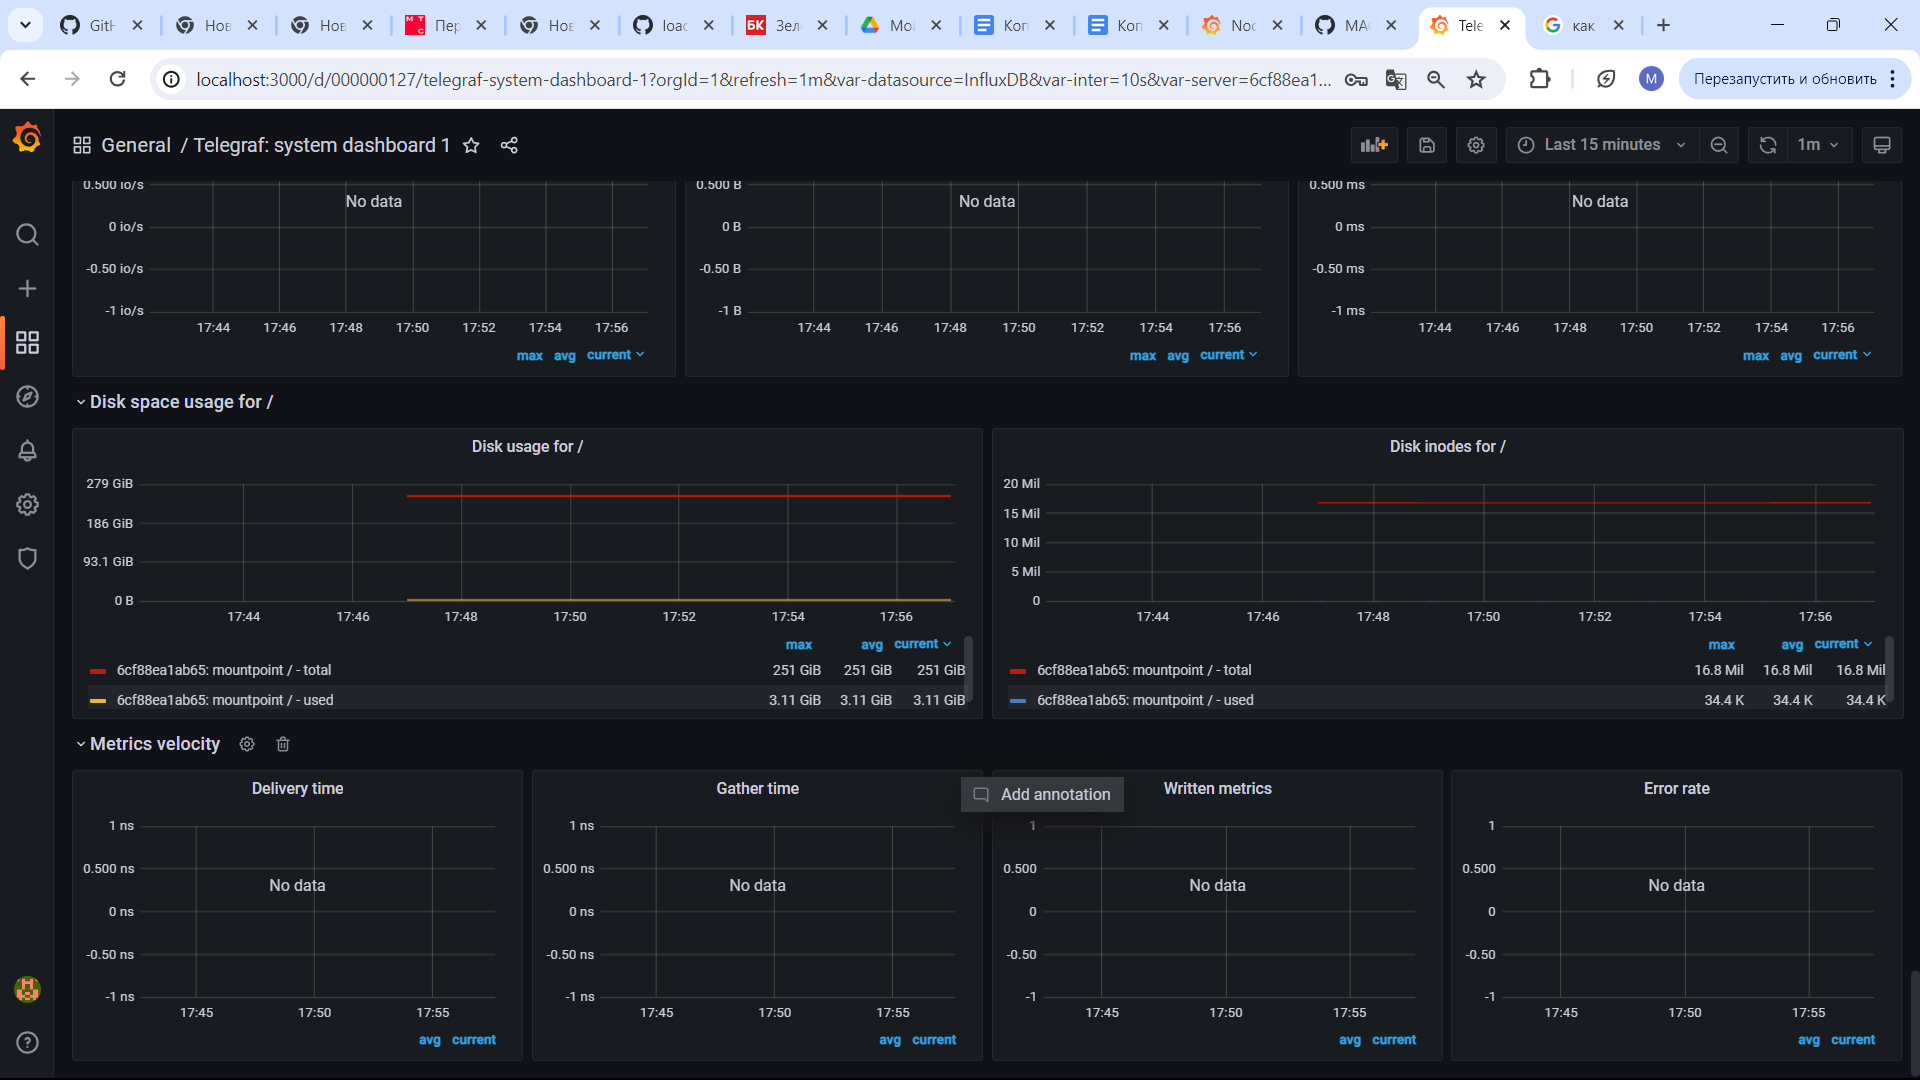 GitH
Нов
Нов
Пер
Нов
load
Зел
Мой
Коп
Коп
Noc
МАС
Tele
как
localhost:3000/d/000000127/telegraf-system-dashboard-1?orgId=1&refresh=1m&var-datasource=InfluxDB&var-inter=10s&var-server=6cf88ea1...
M
Перезапустить и обновить
General / Telegraf: system dashboard 1
Last 15 minutes
1m
0.500 io/s
0 io/s
-0.50 io/s
-1 io/s
No data
17:44 17:46 17:48 17:50 17:52 17:54 17:56
max avg current
0.500 B
0 B
-0.50 B
-1 B
No data
17:44 17:46 17:48 17:50 17:52 17:54 17:56
max avg current
0.500 ms
0 ms
-0.50 ms
-1 ms
No data
17:44 17:46 17:48 17:50 17:52 17:54 17:56
max avg current
Disk space usage for /
Disk usage for /
279 GiB
186 GiB
93.1 GiB
0 B
17:44 17:46 17:48 17:50 17:52 17:54 17:56
max avg current
6cf88ea1ab65: mountpoint / - total 251 GiB 251 GiB 251 GiB
6cf88ea1ab65: mountpoint / - used 3.11 GiB 3.11 GiB 3.11 GiB
Disk inodes for /
20 Mil
15 Mil
10 Mil
5 Mil
0
17:44 17:46 17:48 17:50 17:52 17:54 17:56
max avg current
6cf88ea1ab65: mountpoint / - total 16.8 Mil 16.8 Mil 16.8 Mil
6cf88ea1ab65: mountpoint / - used 34.4 K 34.4 K 34.4 K
Metrics velocity
Delivery time
1 ns
0.500 ns
0 ns
-0.50 ns
-1 ns
No data
17:45 17:50 17:55
avg current
Gather time
1 ns
0.500 ns
0 ns
-0.50 ns
-1 ns
No data
17:45 17:50 17:55
avg current
Add annotation
Written metrics
1
0.500
0
-0.50
-1
No data
17:45 17:50 17:55
avg current
Error rate
1
0.500
0
-0.50
-1
No data
17:45 17:50 17:55
avg current